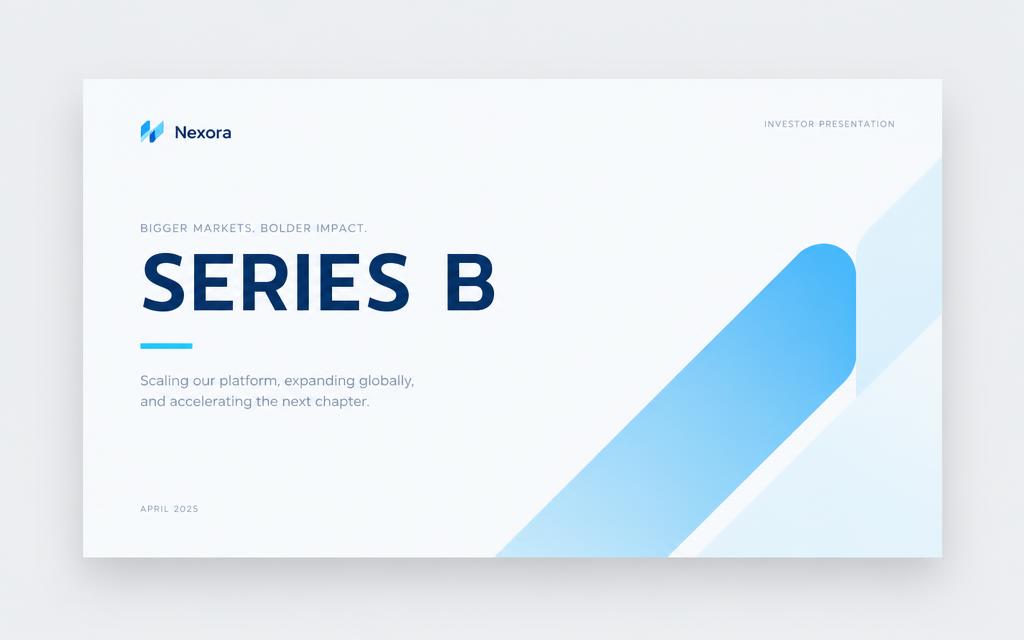 Nexora
INVESTOR PRESENTATION
BIGGER MARKETS, BOLDER IMPACT.
SERIES B
Scaling our platform, expanding globally,
and accelerating the next chapter.
APRIL 2025